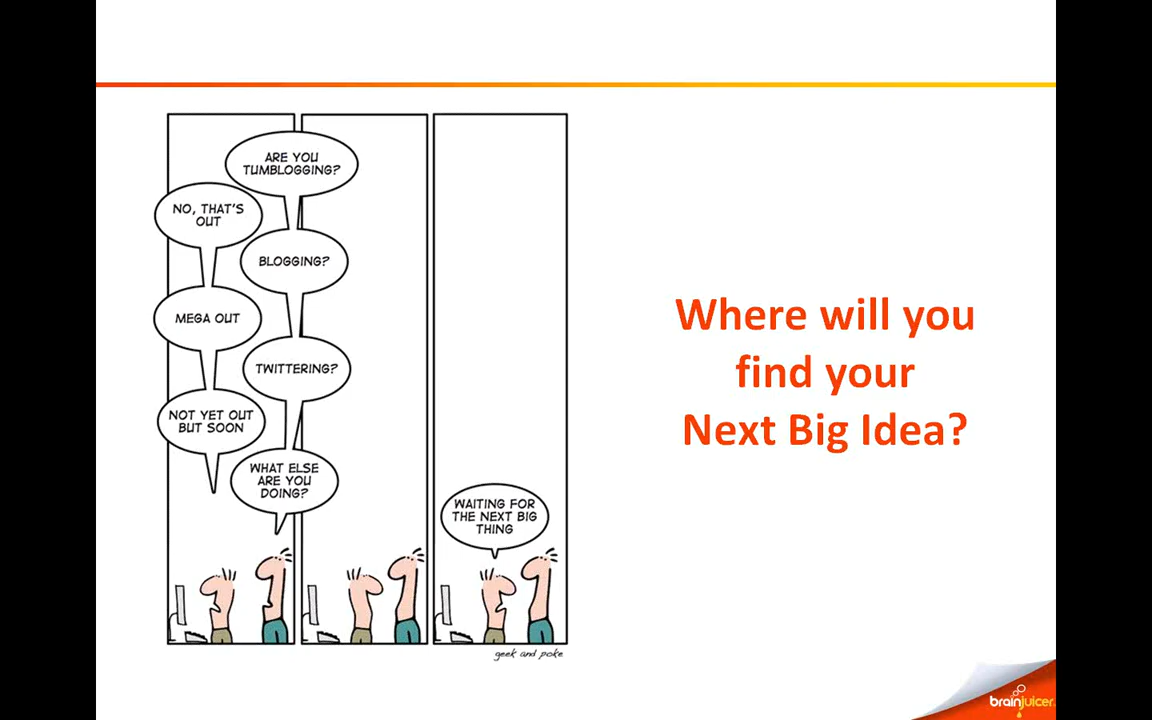 ARE YOU
TUMBLOGGING?
NO, THAT'S
OUT
BLOGGING?
MEGA OUT
TWITTERING?
NOT YET OUT
BUT SOON
WHAT ELSE
ARE YOU
DOING?
WAITING FOR
THE NEXT BIG
THING
geek and poke
Where will you
find your
Next Big Idea?
brainjuicer.